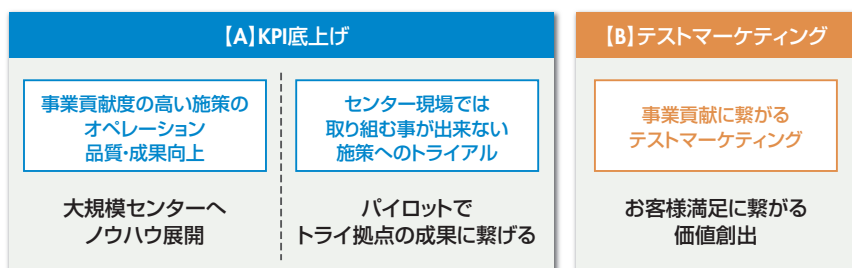 【A】KPI底上げ
事業貢献度の高い施策の
オペレーション
品質・成果向上
大規模センターへ
ノウハウ展開
センター現場では
取り組む事が出来ない
施策へのトライアル
パイロットで
トライ拠点の成果に繋げる
【B】テストマーケティング
事業貢献に繋がる
テストマーケティング
お客様満足に繋がる
価値創出